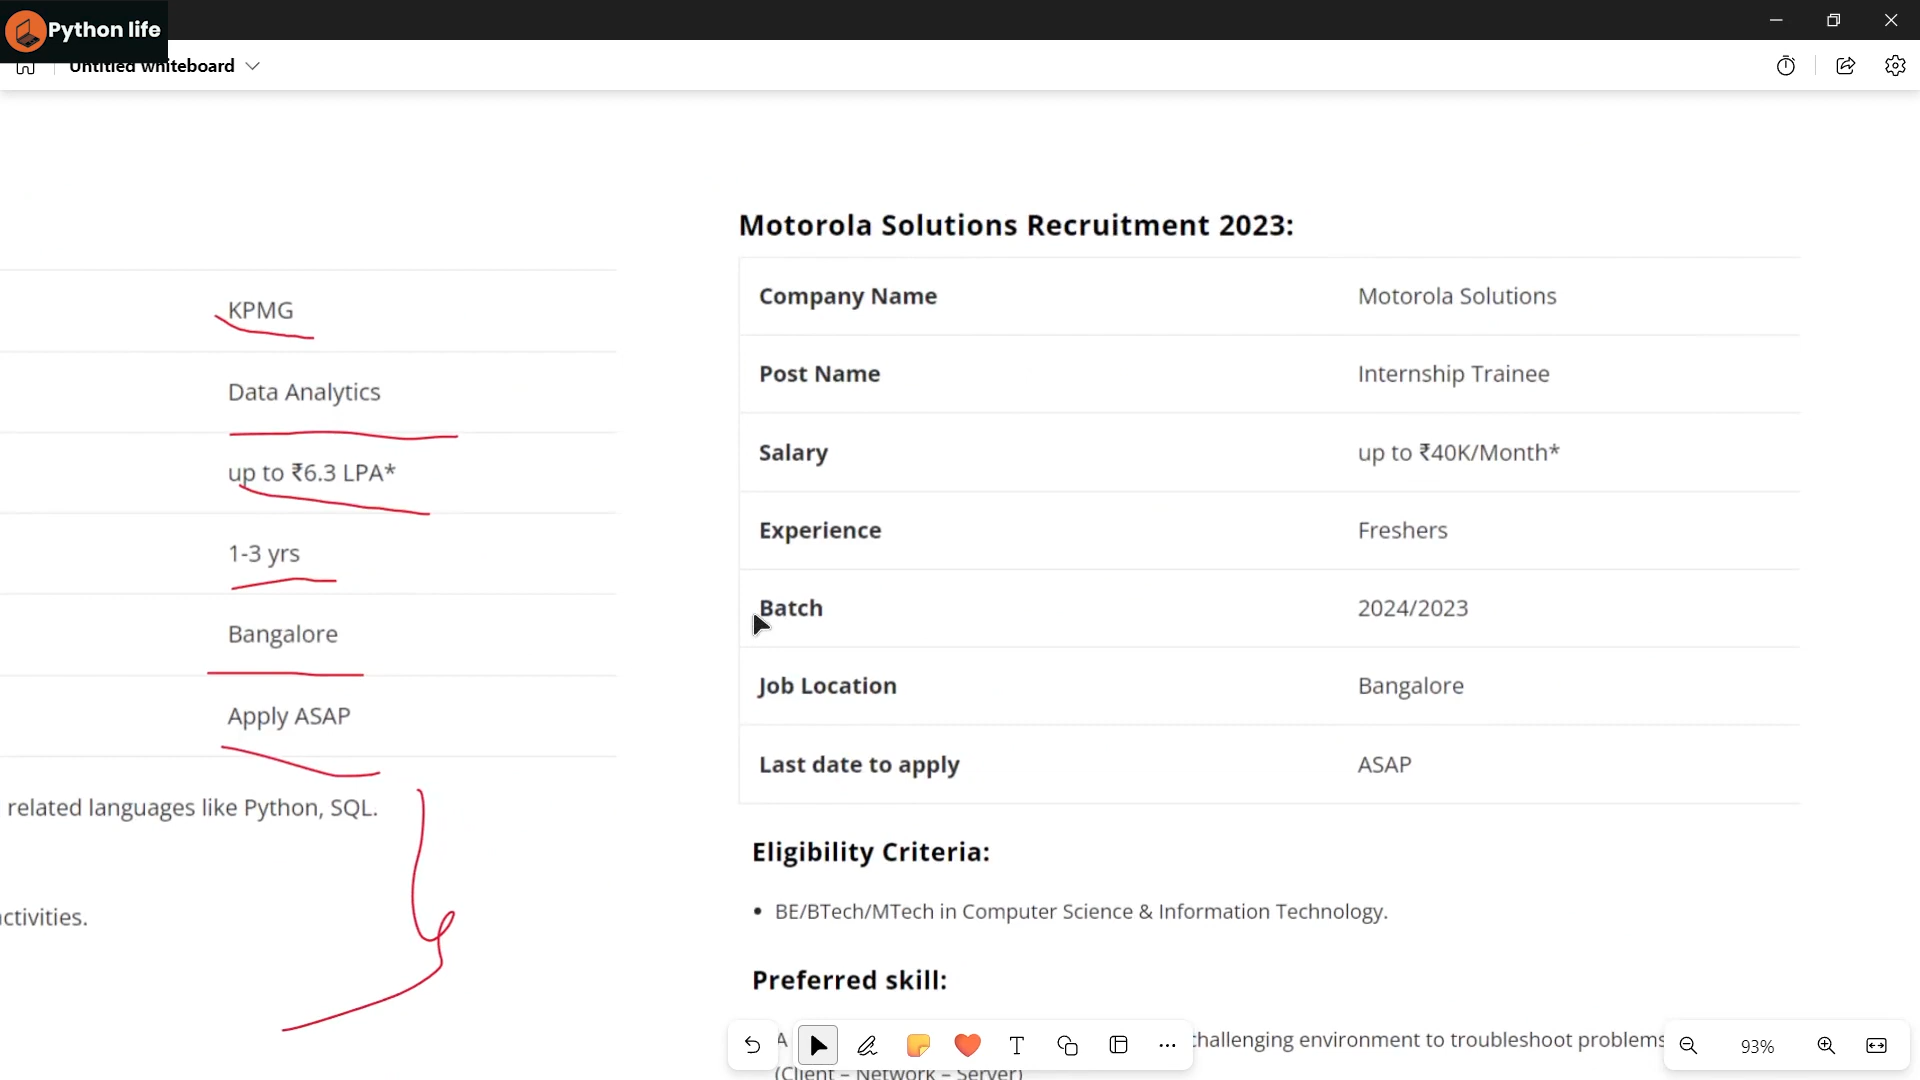 Python life
Untitled whiteboard
KPMG
Data Analytics
up to ₹6.3 LPA*
1-3 yrs
Bangalore
Apply ASAP
related languages like Python, SQL.
ctivities.
Motorola Solutions Recruitment 2023:
Company Name Motorola Solutions
Post Name Internship Trainee
Salary up to ₹40K/Month*
Experience Freshers
Batch 2024/2023
Job Location Bangalore
Last date to apply ASAP
Eligibility Criteria:
• BE/BTech/MTech in Computer Science & Information Technology.
Preferred skill:
A challenging environment to troubleshoot problems
(Client – Network – Server)
93%